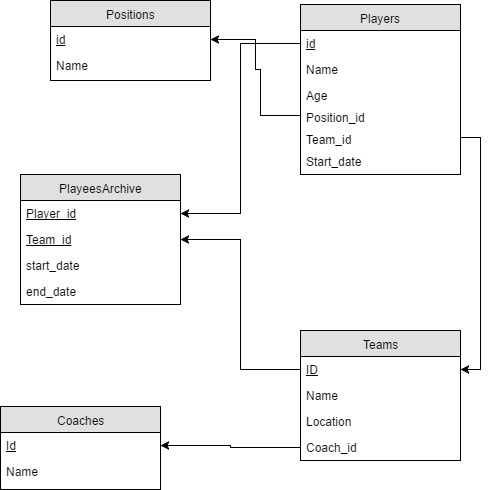 Positions
id
Name
Players
id
Name
Age
Position_id
Team_id
Start_date
PlayeesArchive
Player_id
Team_id
start_date
end_date
Teams
ID
Name
Location
Coach_id
Coaches
Id
Name